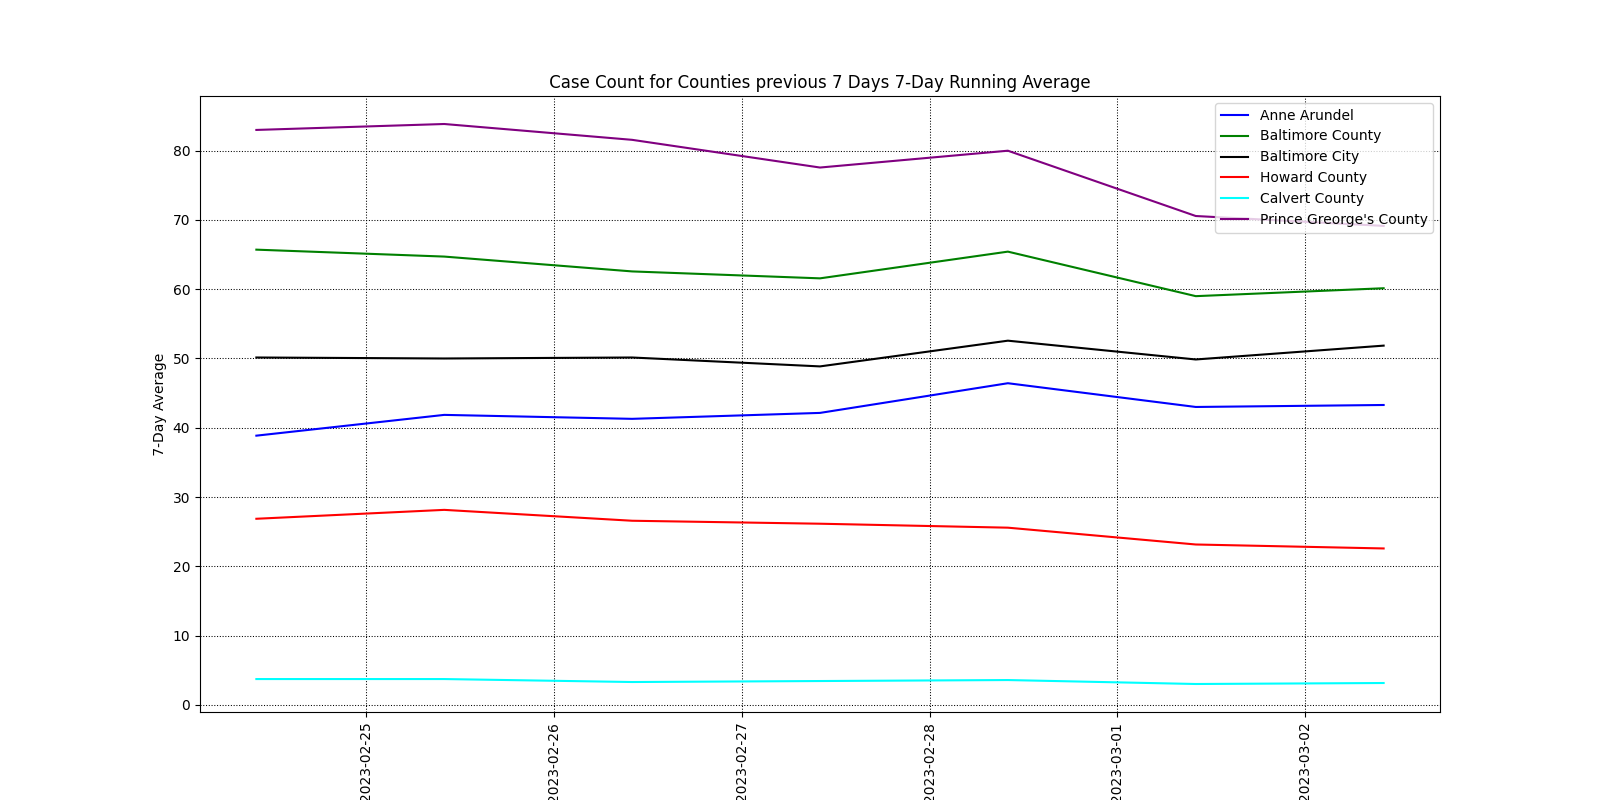 Case Count for Counties previous 7 Days 7-Day Running Average
Anne Arundel
Baltimore County
Baltimore City
Howard County
Calvert County
Prince Greorge's County
7-Day Average
80
70
60
50
40
30
20
10
0
2023-02-25
2023-02-26
2023-02-27
2023-02-28
2023-03-01
2023-03-02